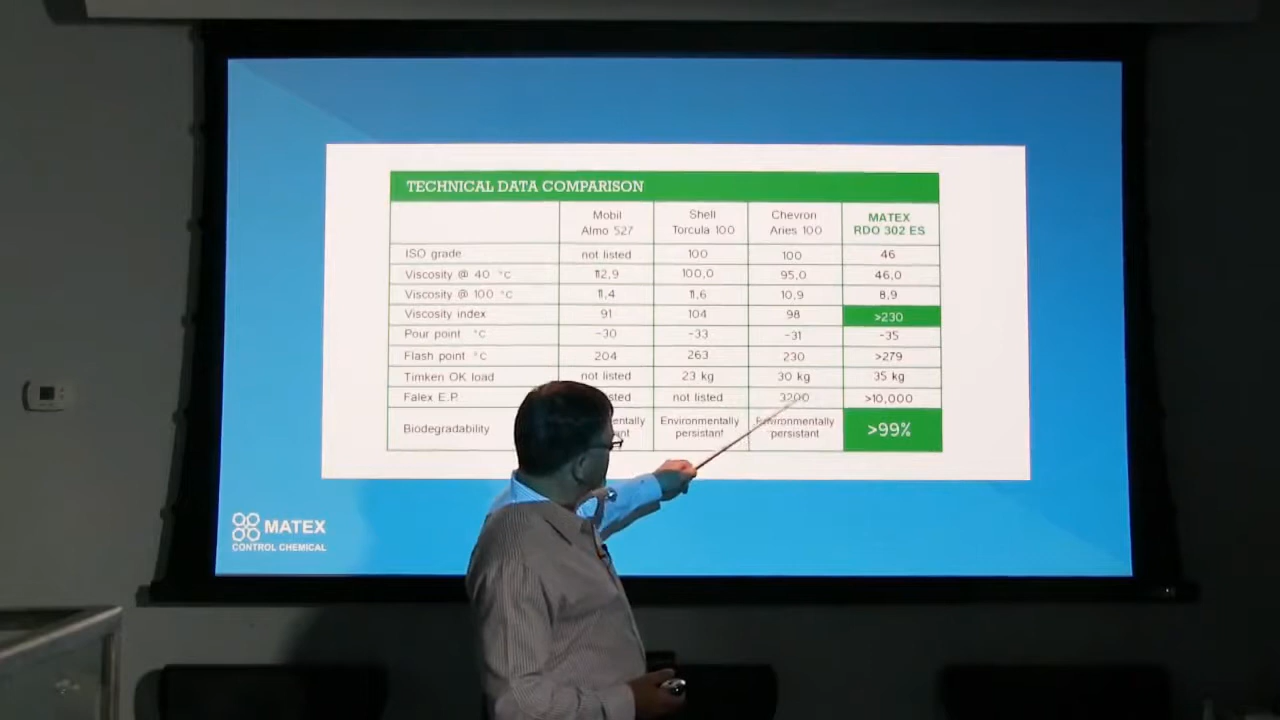 TECHNICAL DATA COMPARISON
Mobil Almo 527 Shell Torcula 100 Chevron Aries 100 MATEX RDO 302 ES
ISO grade not listed 100 100 46
Viscosity @ 40 °C 112,9 100,0 95,0 46,0
Viscosity @ 100 °C 11,4 11,6 10,9 8,9
Viscosity index 91 104 98 >230
Pour point °C -30 -33 -31 -35
Flash point °C 204 263 230 >279
Timken OK load not listed 23 kg 30 kg 35 kg
Falex E.P. not listed 3200 >10,000
Biodegradability Environmentally persistant Environmentally persistant >99%
MATEX
CONTROL CHEMICAL